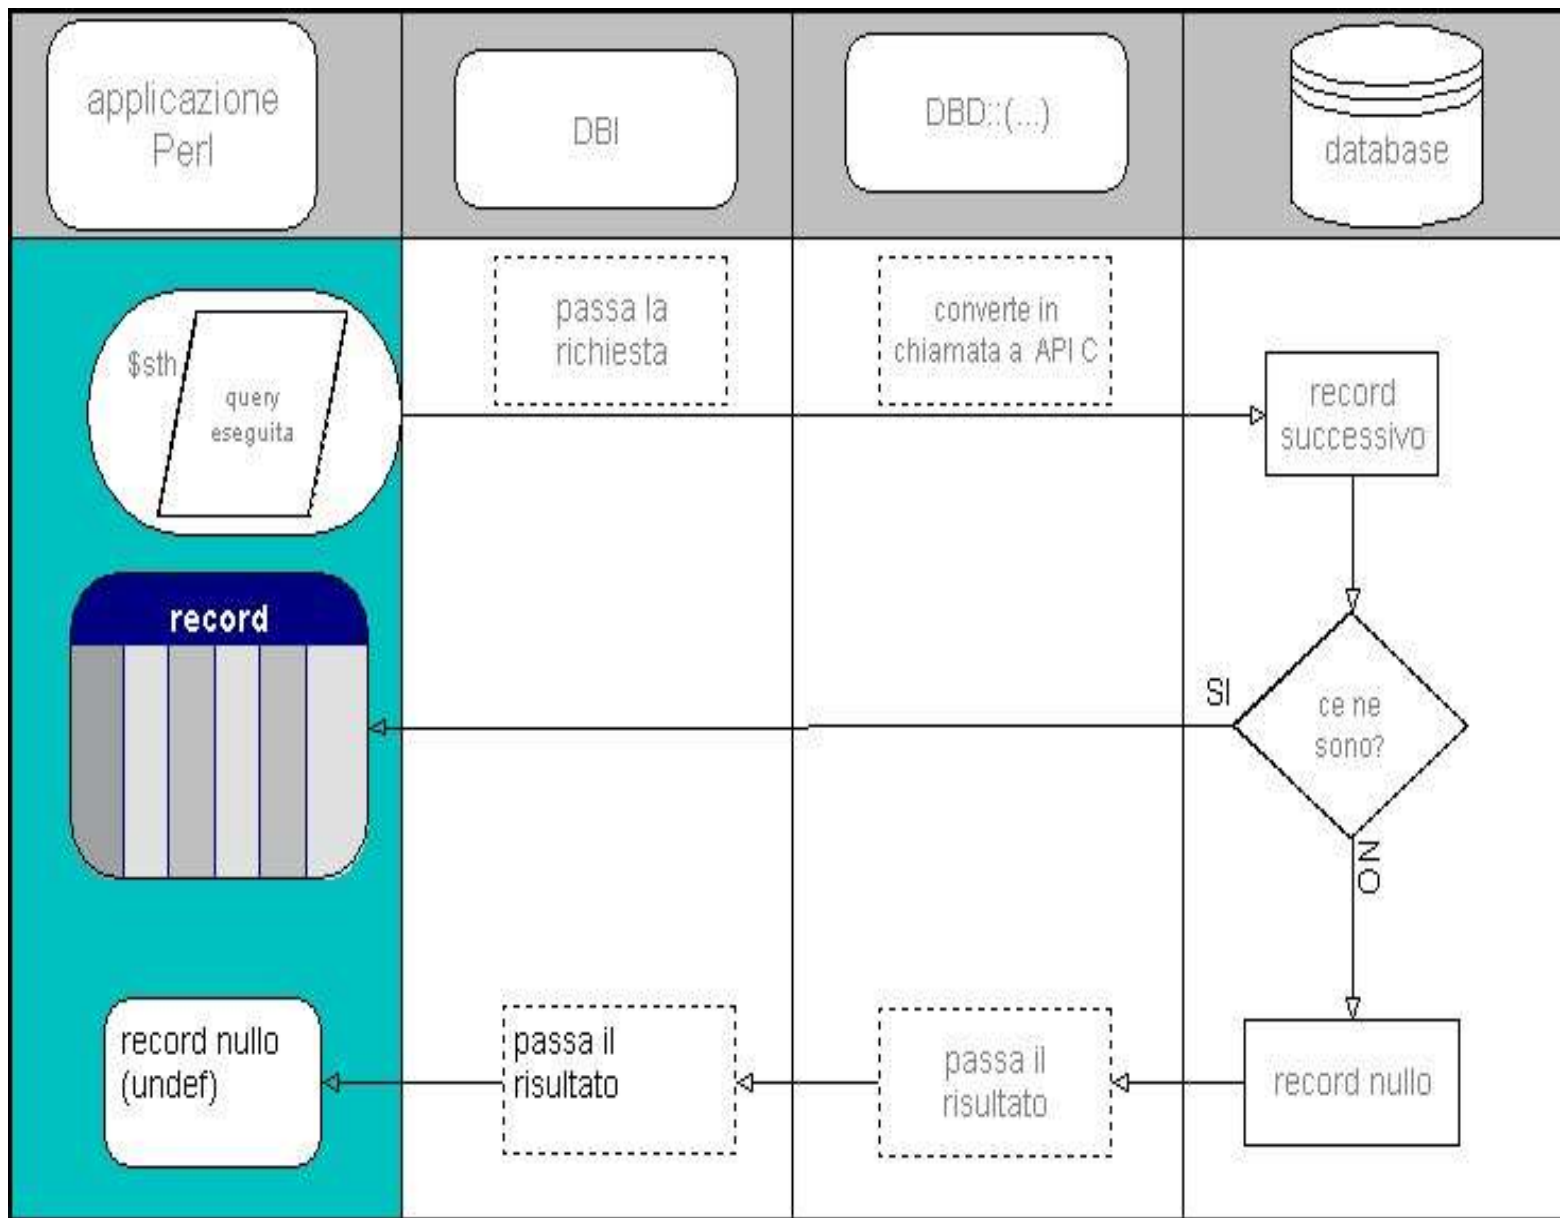 applicazione
Perl
DBI
DBD::(...)
database
$sth
query
eseguita
passa la
richiesta
converte in
chiamata a API C
record
successivo
record
SI
ce ne
sono?
NO
record nullo
(undef)
passa il
risultato
passa il
risultato
record nullo